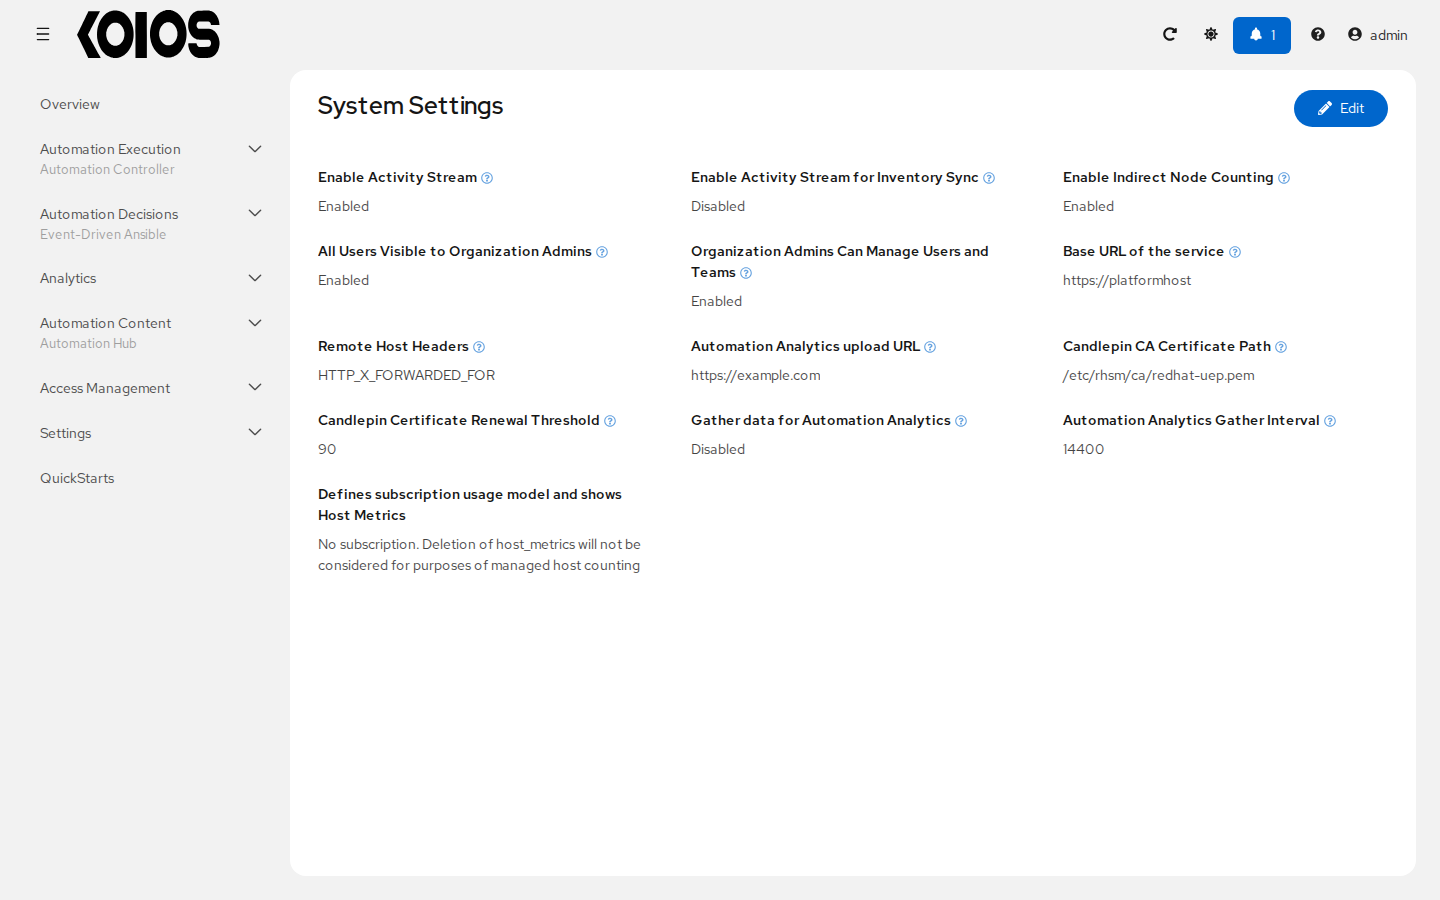 KOIOS
1
admin
Overview
Automation Execution
Automation Controller
Automation Decisions
Event-Driven Ansible
Analytics
Automation Content
Automation Hub
Access Management
Settings
QuickStarts
System Settings
Edit
Enable Activity Stream
Enabled
Enable Activity Stream for Inventory Sync
Disabled
Enable Indirect Node Counting
Enabled
All Users Visible to Organization Admins
Enabled
Organization Admins Can Manage Users and
Teams
Enabled
Base URL of the service
https://platformhost
Remote Host Headers
HTTP_X_FORWARDED_FOR
Automation Analytics upload URL
https://example.com
Candlepin CA Certificate Path
/etc/rhsm/ca/redhat-uep.pem
Candlepin Certificate Renewal Threshold
90
Gather data for Automation Analytics
Disabled
Automation Analytics Gather Interval
14400
Defines subscription usage model and shows
Host Metrics
No subscription. Deletion of host_metrics will not be
considered for purposes of managed host counting